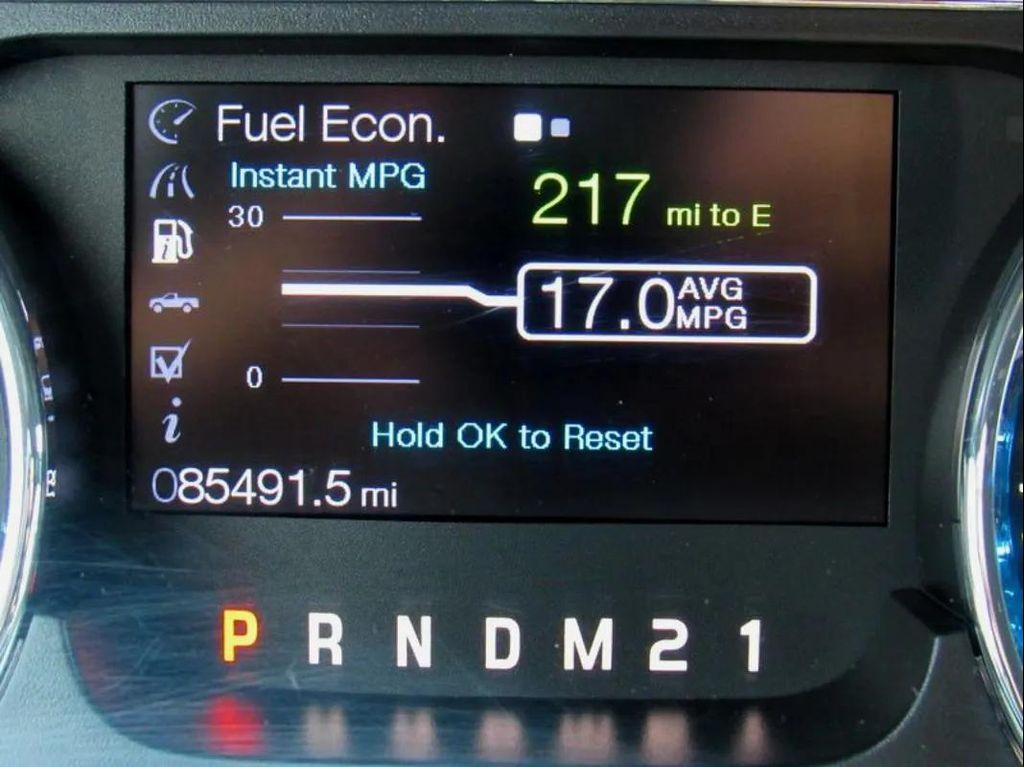 Fuel Econ.
Instant MPG
30
217 mi to E
17.0 AVG MPG
0
Hold OK to Reset
085491.5 mi
P R N D M 2 1